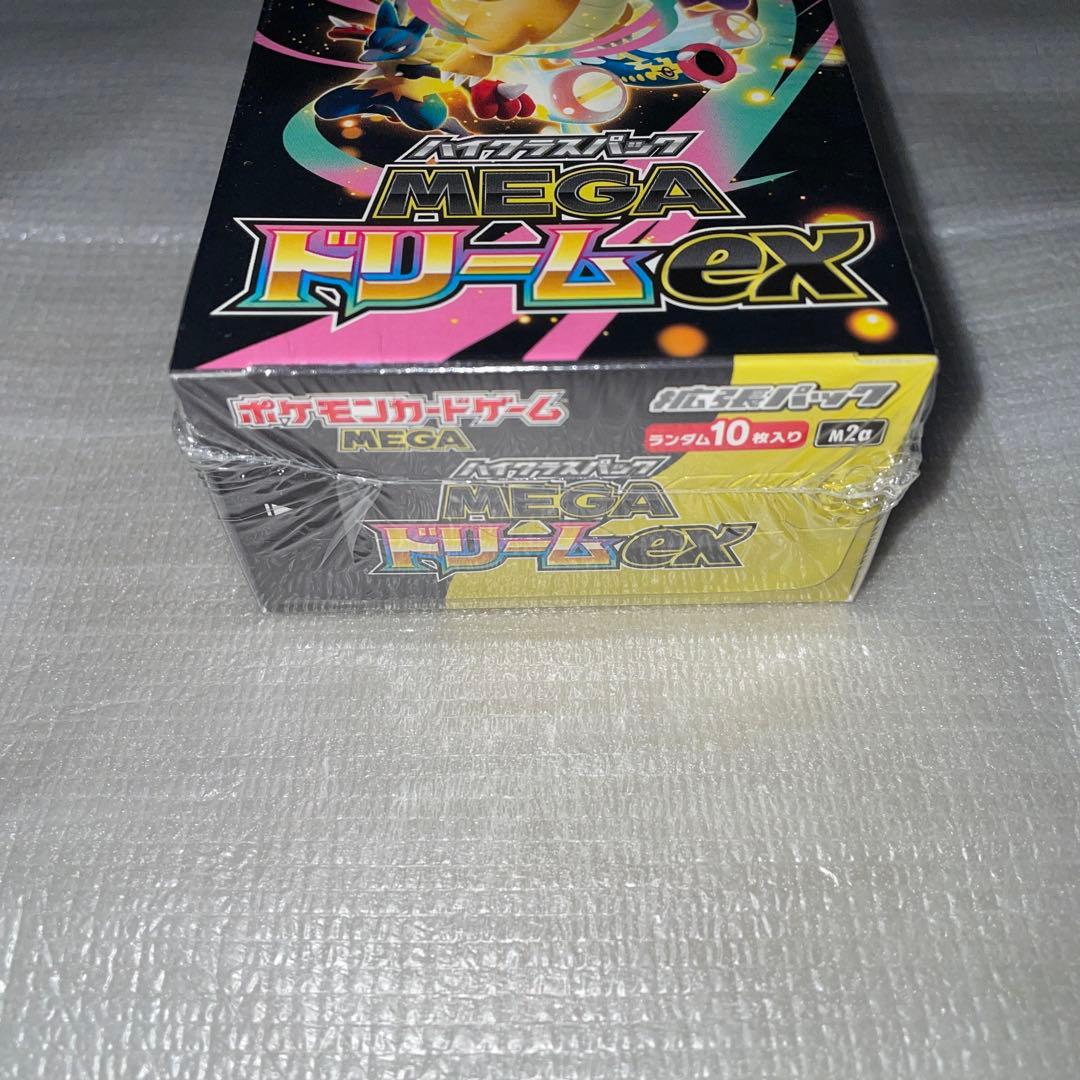 ハイクラスパック
MEGA
ドリームex
ポケモンカードゲーム
MEGA
拡張パック
ランダム10枚入り M2a
ハイクラスパック
MEGA
ドリームex